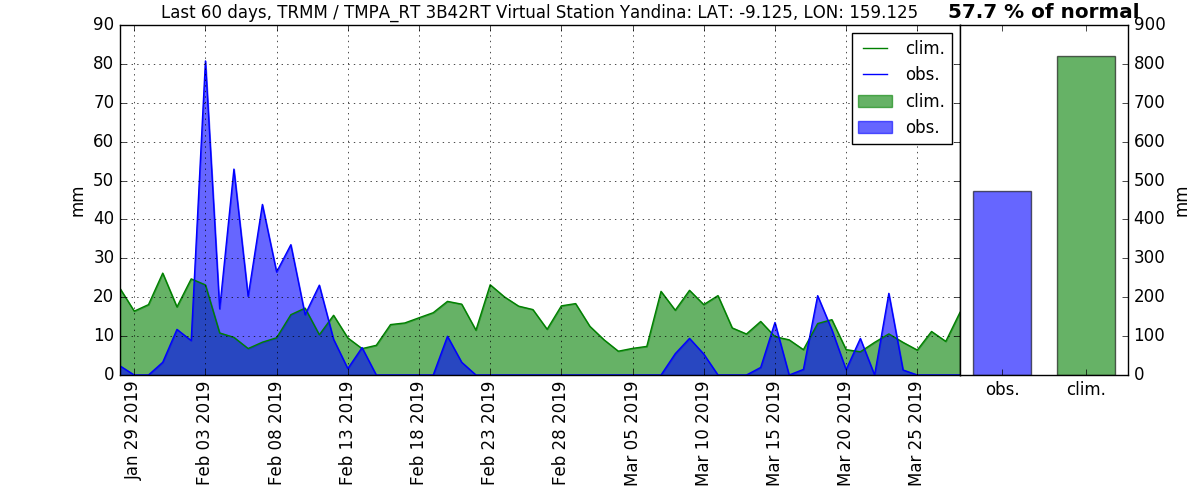 Last 60 days, TRMM / TMPA_RT 3B42RT Virtual Station Yandina: LAT: -9.125, LON: 159.125
57.7 % of normal
90
80
70
60
50
40
30
20
10
0
mm
clim.
obs.
clim.
obs.
900
800
700
600
500
400
300
200
100
0
mm
Jan 29 2019
Feb 03 2019
Feb 08 2019
Feb 13 2019
Feb 18 2019
Feb 23 2019
Feb 28 2019
Mar 05 2019
Mar 10 2019
Mar 15 2019
Mar 20 2019
Mar 25 2019
obs.
clim.